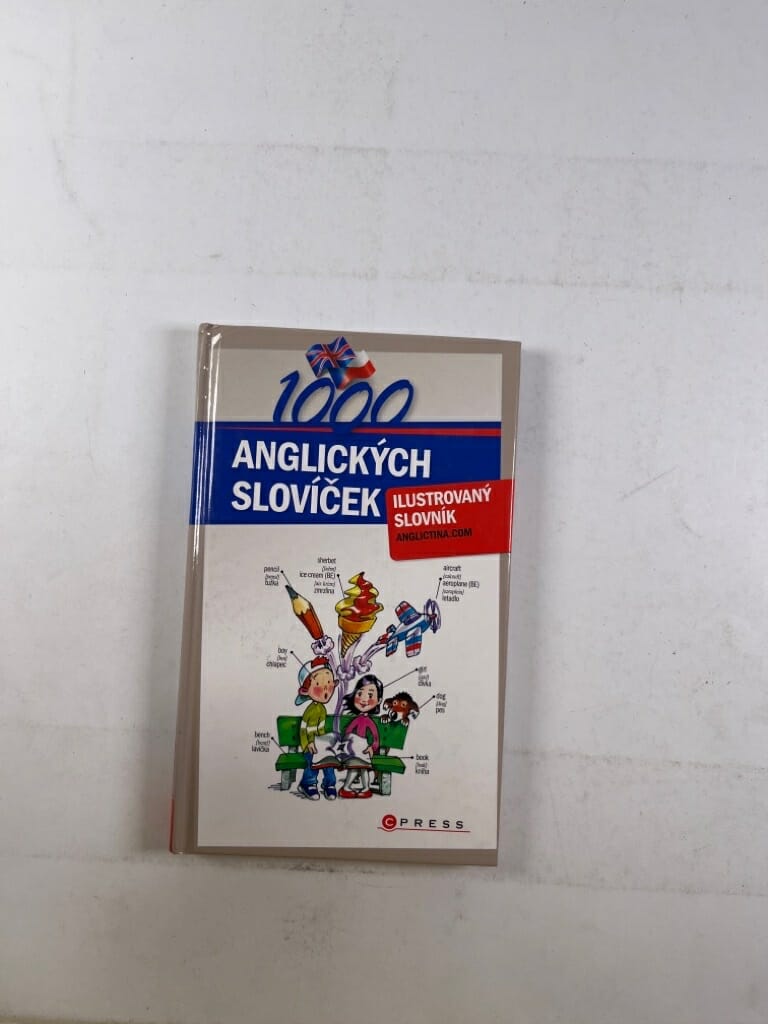 1000
ANGLICKÝCH
SLOVÍČEK
ILUSTROVANÝ
SLOVNÍK
ANGLICTINA.COM
sherbet
ice cream (BE)
zmrzlina
pencil
tužka
aircraft
aeroplane (BE)
letadlo
boy
chlapec
girl
dívka
dog
pes
bench
lavička
book
kniha
CPRESS